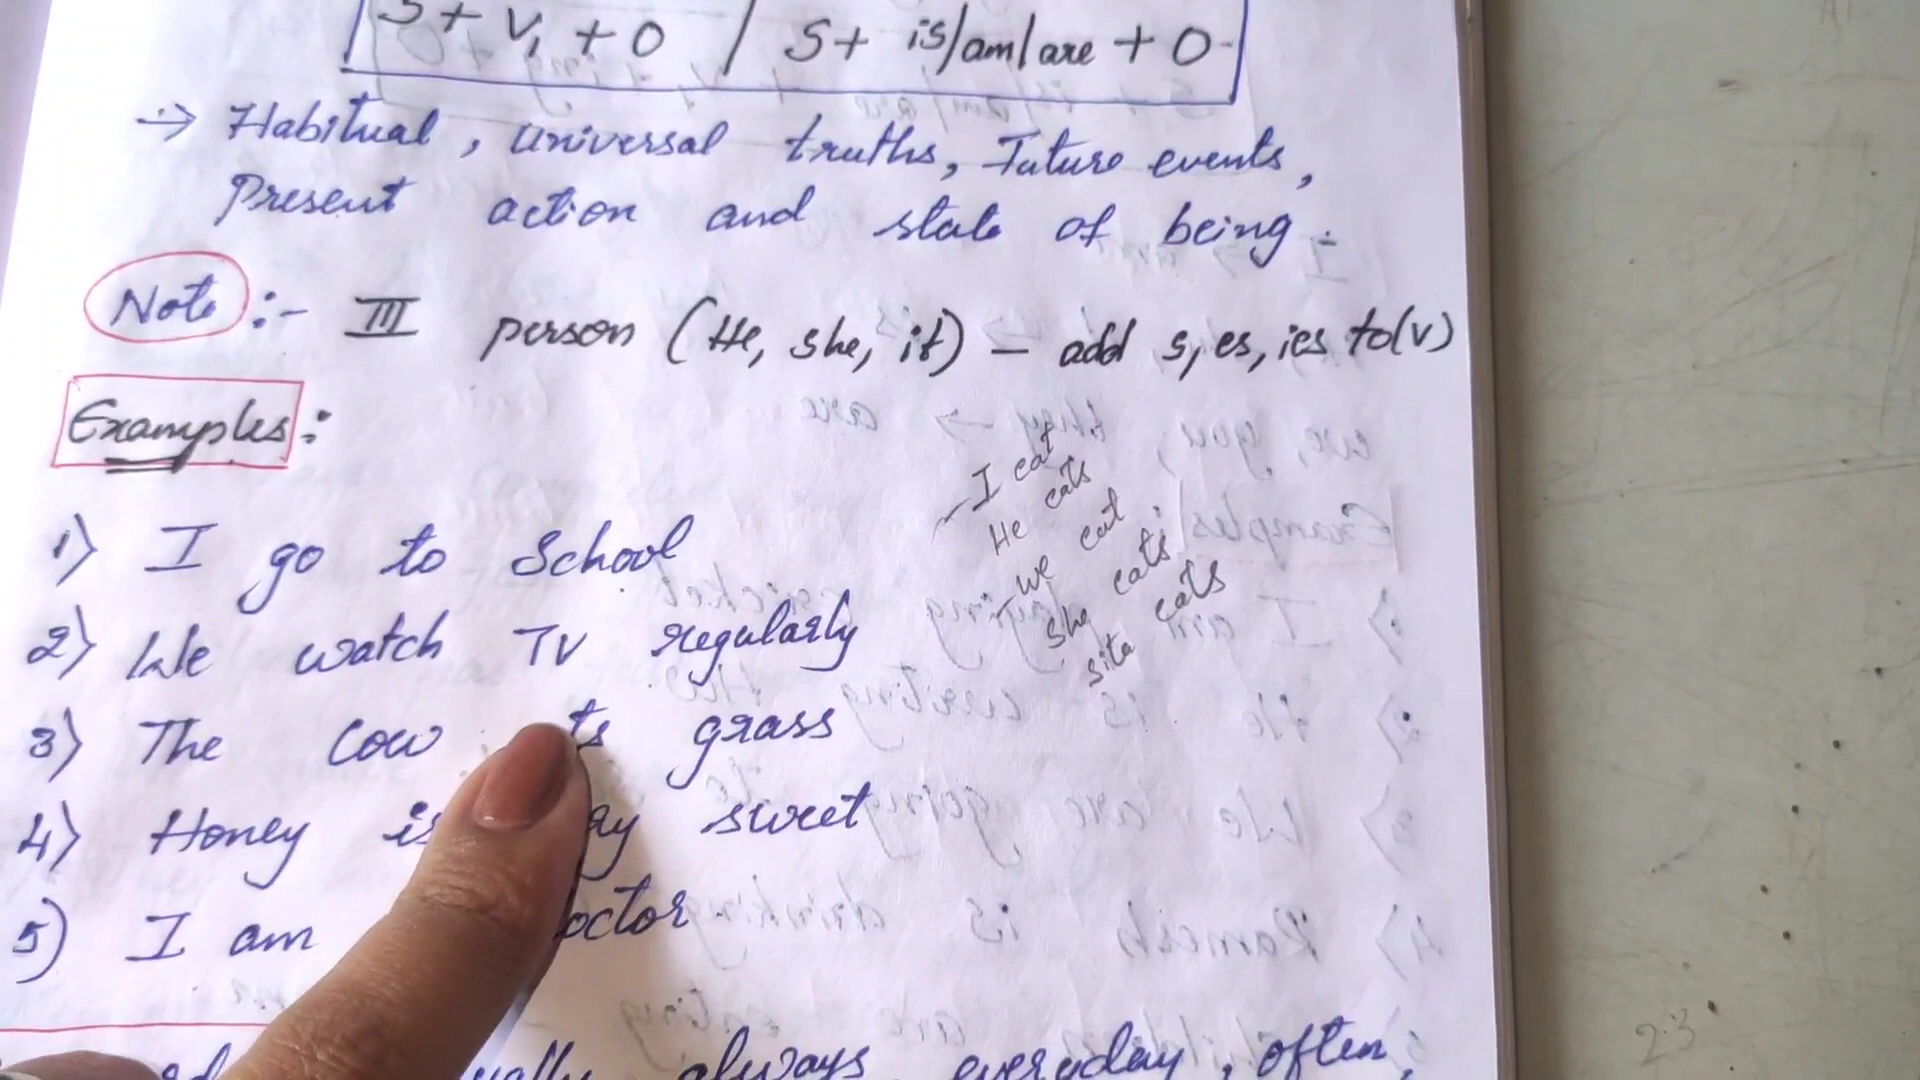 S + V1 + O / S + is/am/are + O.
→ Habitual, universal truths, Future events,
Present action and state of being.
Note :- III person (He, she, it) - add s, es, ies to (v)
Examples :
I eat
He eats
we eat
she eats
sita eats
1) I go to School
2) We watch TV regularly
3) The cow ts grass
4) Honey is sweet
5) I am octor
always, everyday, often,
23